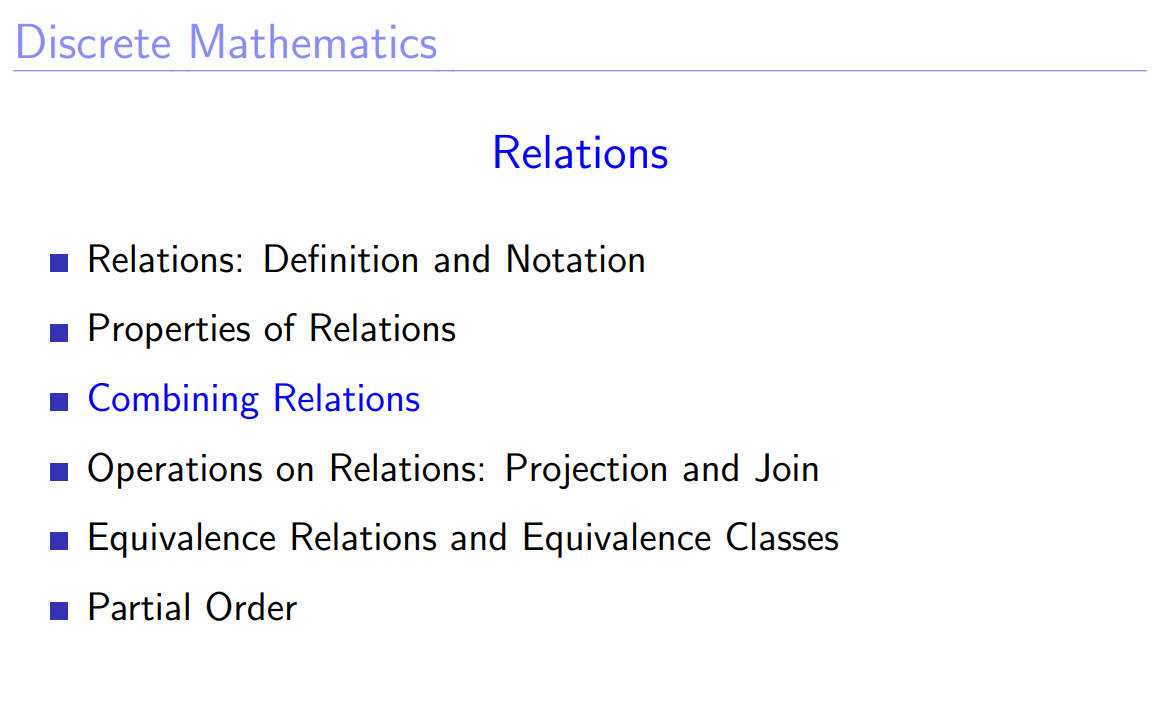 Discrete Mathematics
Relations
Relations: Definition and Notation
Properties of Relations
Combining Relations
Operations on Relations: Projection and Join
Equivalence Relations and Equivalence Classes
Partial Order